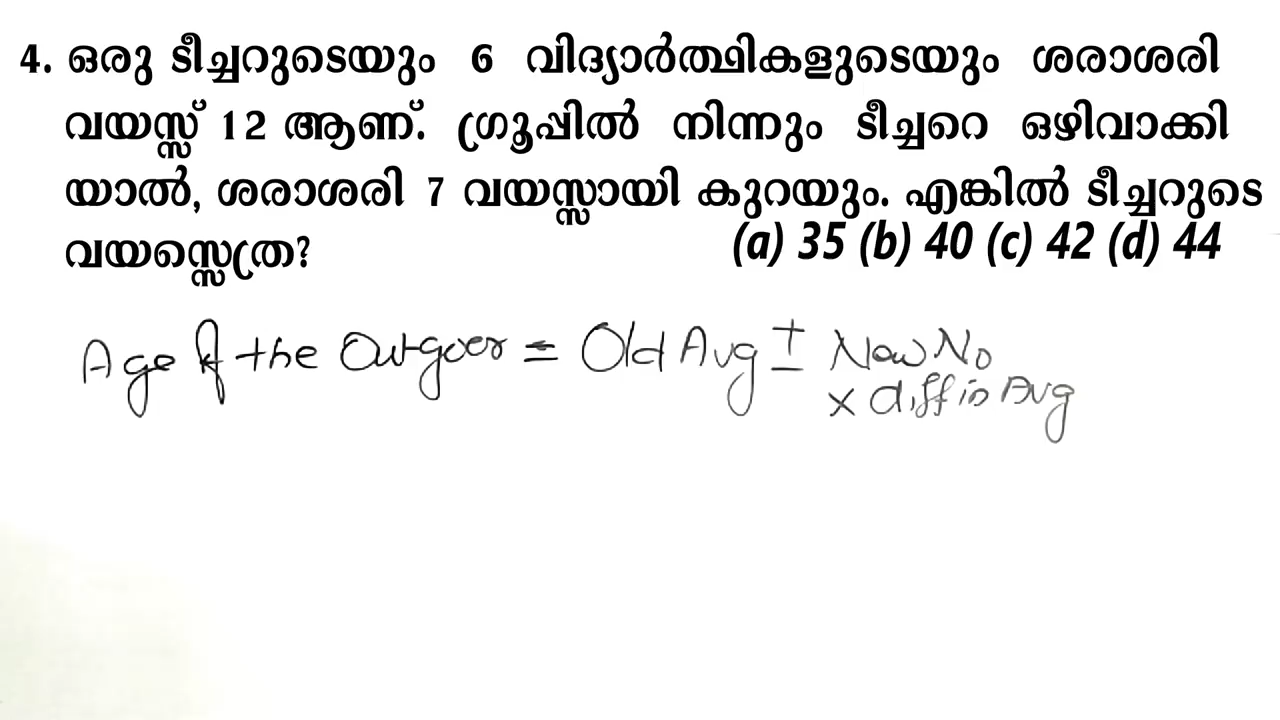 4. ഒരു ടീച്ചറുടെയും 6 വിദ്യാർത്ഥികളുടെയും ശരാശരി
വയസ്സ് 12 ആണ്. ഗ്രൂപ്പിൽ നിന്നും ടീച്ചറെ ഒഴിവാക്കി
യാൽ, ശരാശരി 7 വയസ്സായി കുറയും. എങ്കിൽ ടീച്ചറുടെ
വയസ്സെത്ര? (a) 35 (b) 40 (c) 42 (d) 44
Age of the Outgoer = Old Avg ± New No
× diff in Avg